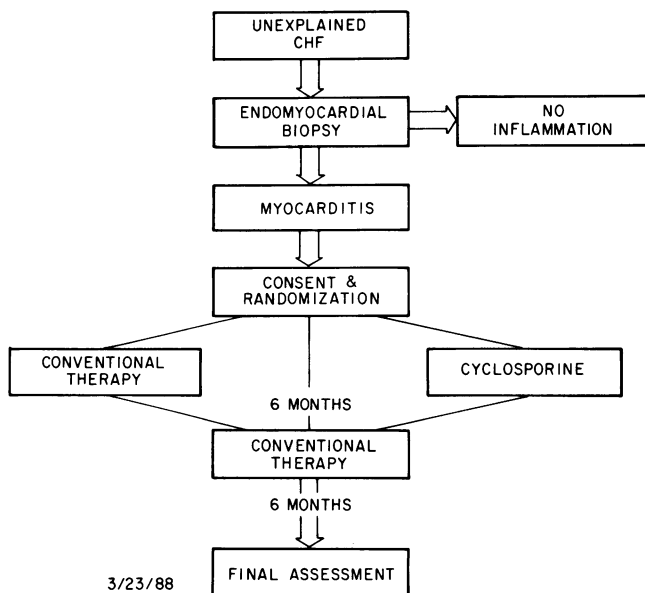 UNEXPLAINED
CHF
ENDOMYOCARDIAL
BIOPSY
NO
INFLAMMATION
MYOCARDITIS
CONSENT &
RANDOMIZATION
CONVENTIONAL
THERAPY
CYCLOSPORINE
6 MONTHS
CONVENTIONAL
THERAPY
6 MONTHS
FINAL ASSESSMENT
3/23/88